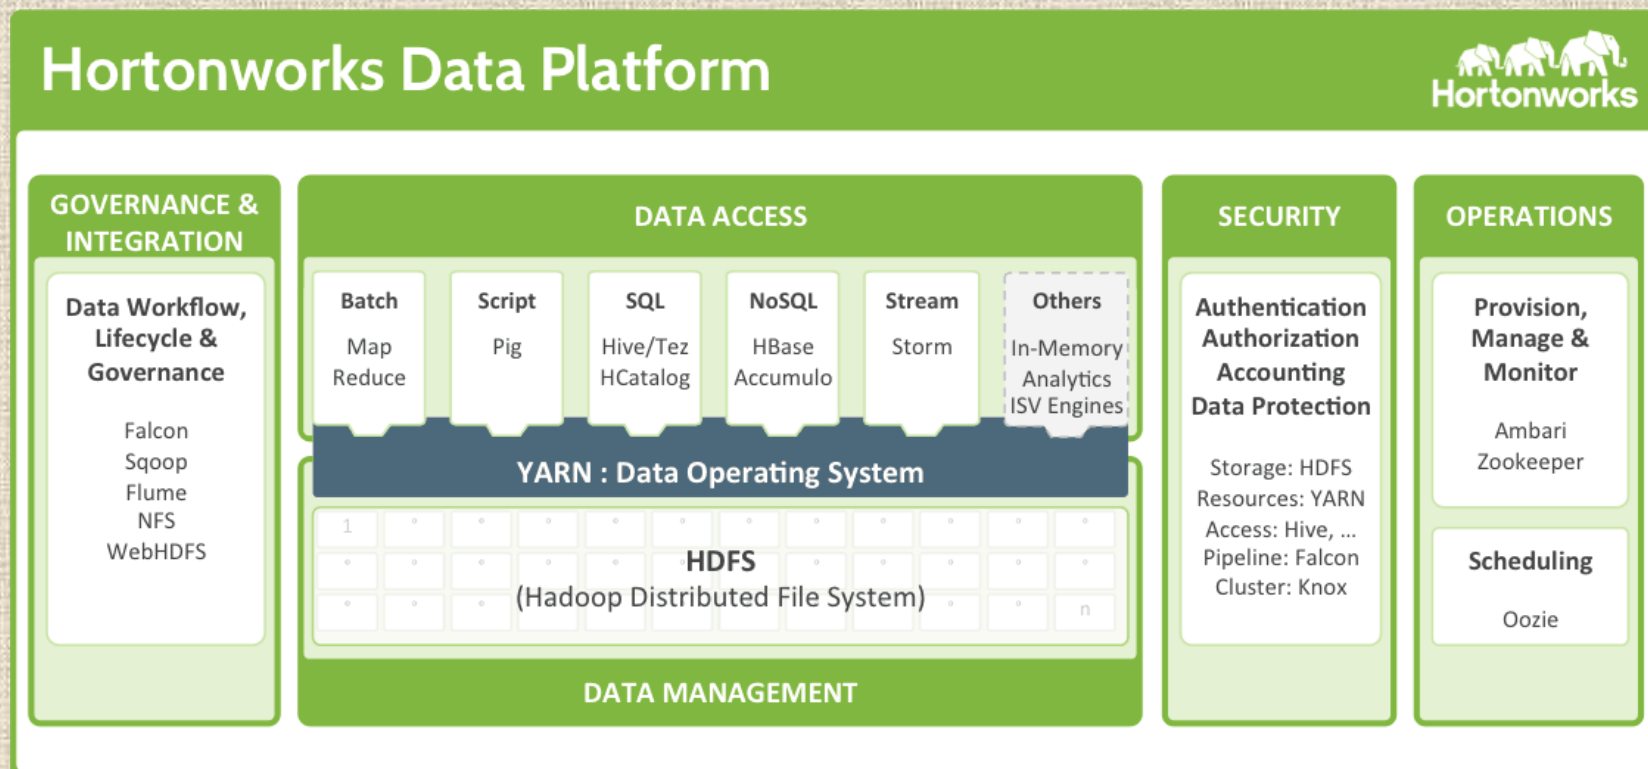 Hortonworks Data Platform
Hortonworks
GOVERNANCE &
INTEGRATION
Data Workflow,
Lifecycle &
Governance
Falcon
Sqoop
Flume
NFS
WebHDFS
DATA ACCESS
Batch
Map
Reduce
Script
Pig
SQL
Hive/Tez
HCatalog
NoSQL
HBase
Accumulo
Stream
Storm
Others
In-Memory
Analytics
ISV Engines
YARN : Data Operating System
1
HDFS
(Hadoop Distributed File System)
n
DATA MANAGEMENT
SECURITY
Authentication
Authorization
Accounting
Data Protection
Storage: HDFS
Resources: YARN
Access: Hive, ...
Pipeline: Falcon
Cluster: Knox
OPERATIONS
Provision,
Manage &
Monitor
Ambari
Zookeeper
Scheduling
Oozie